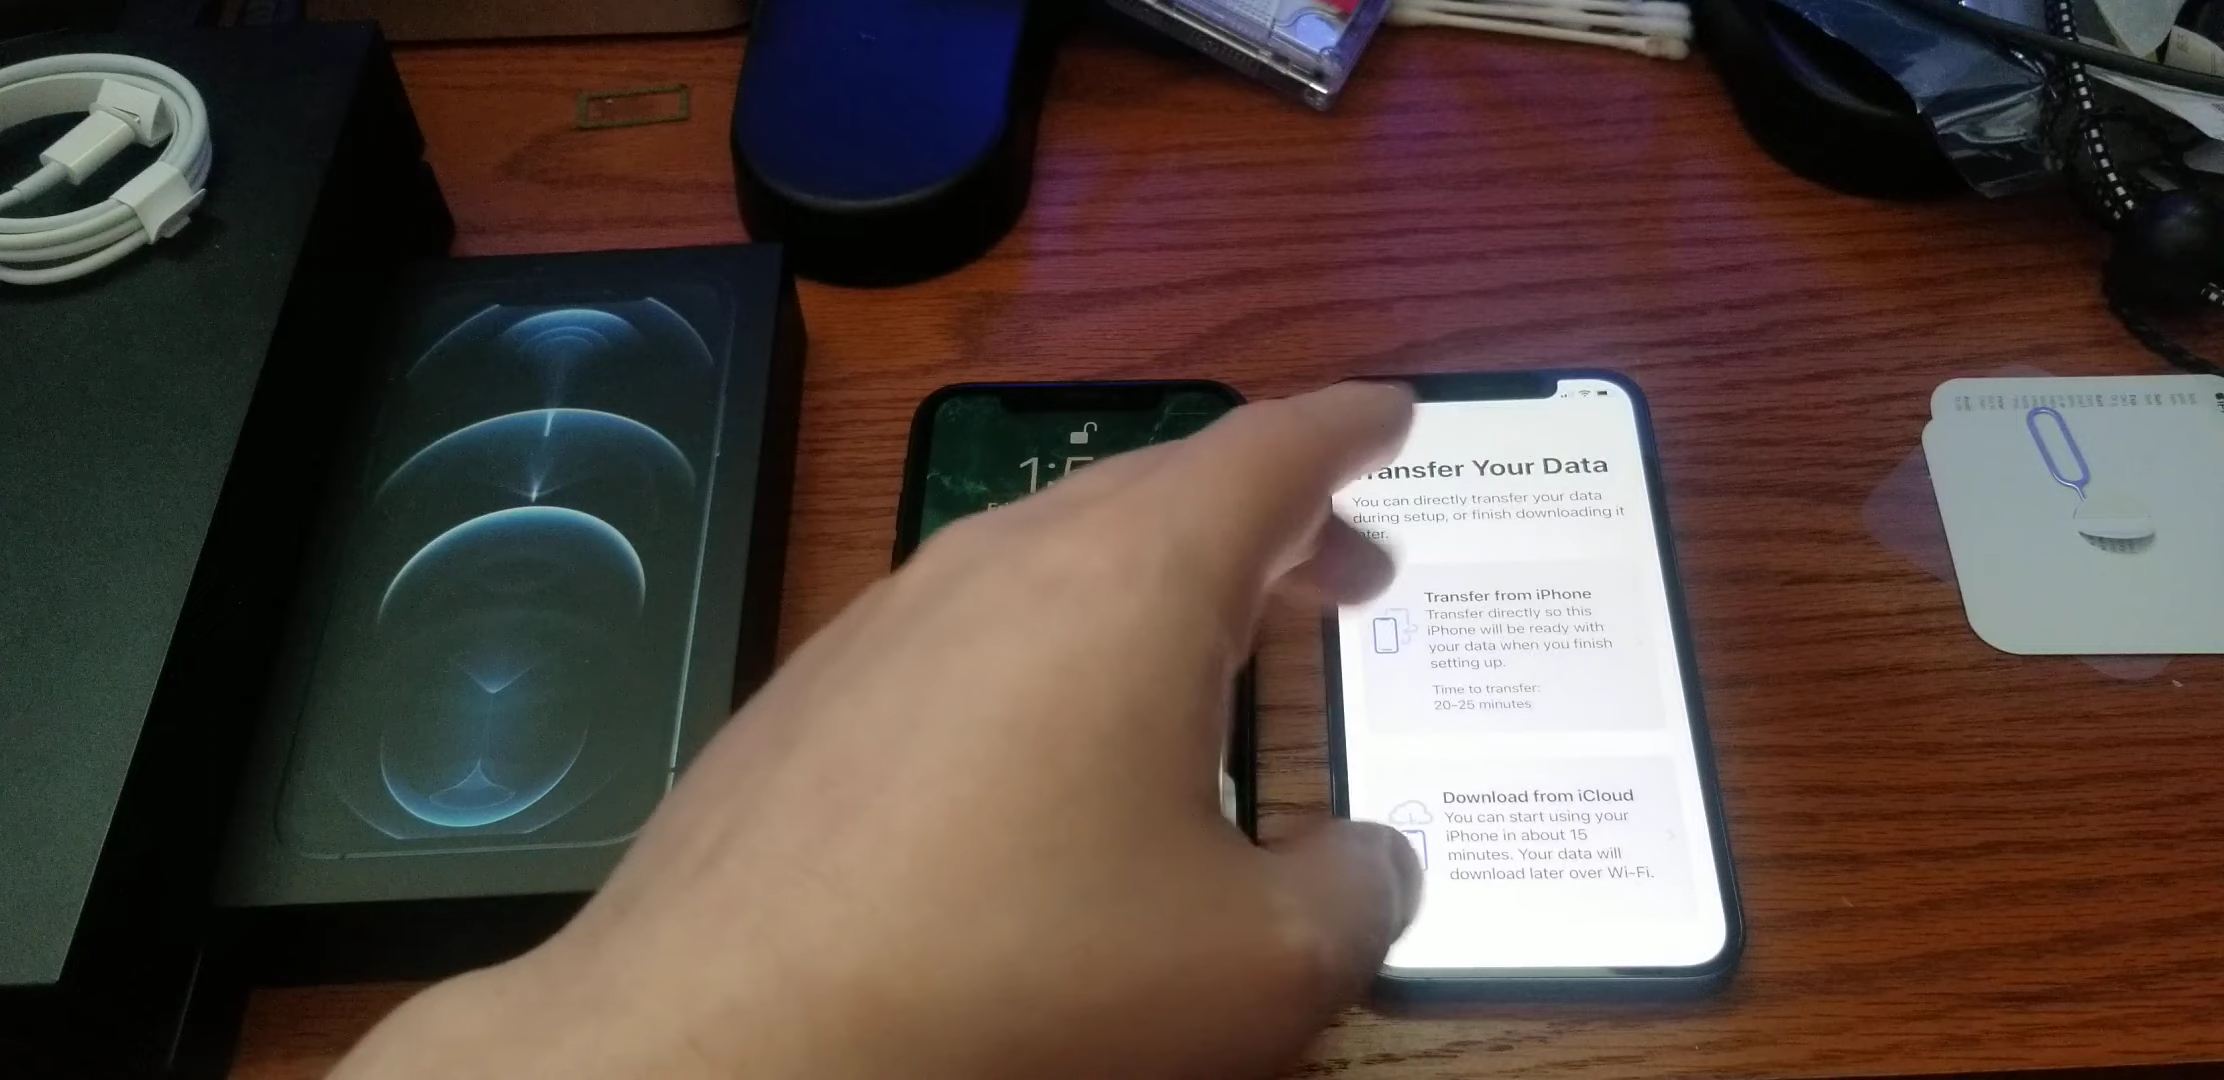 Transfer Your Data
You can directly transfer your data
during setup, or finish downloading it
later.
Transfer from iPhone
Transfer directly so this
iPhone will be ready with
your data when you finish
setting up.
Time to transfer:
20-25 minutes
Download from iCloud
You can start using your
iPhone in about 15
minutes. Your data will
download later over Wi-Fi.